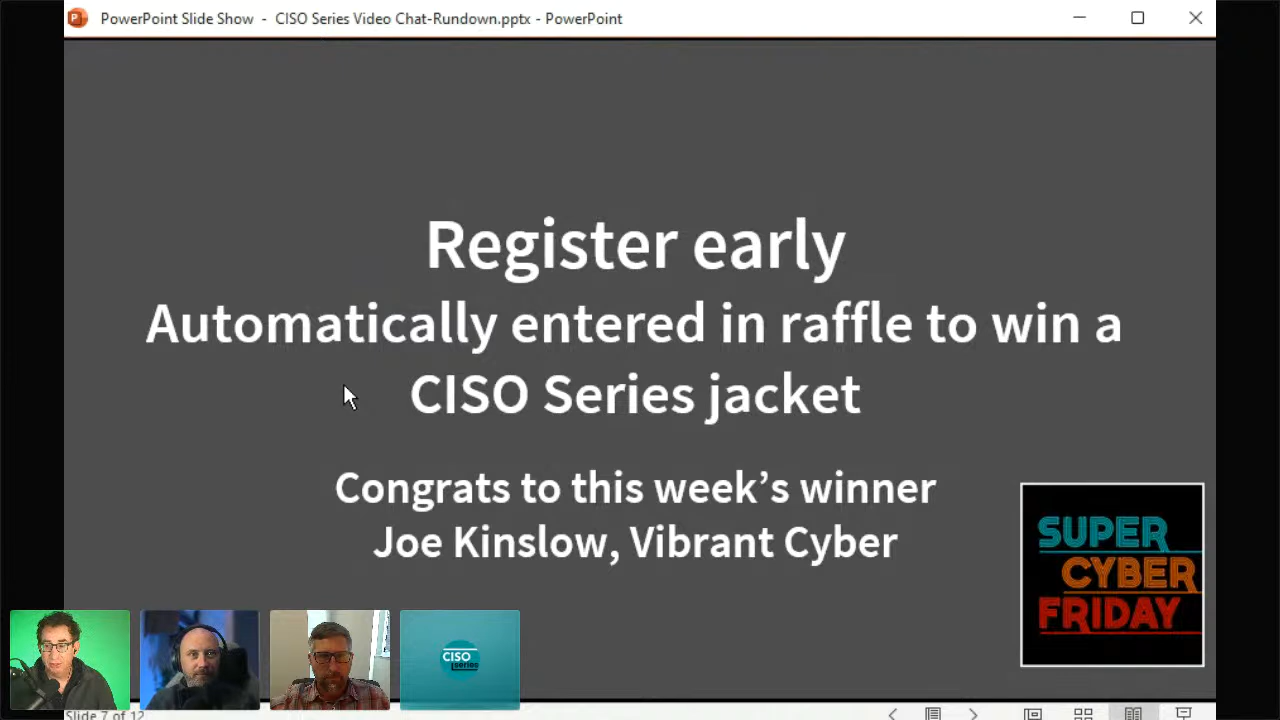 PowerPoint Slide Show - CISO Series Video Chat-Rundown.pptx - PowerPoint
Register early
Automatically entered in raffle to win a
CISO Series jacket
Congrats to this week’s winner
Joe Kinslow, Vibrant Cyber
SUPER
CYBER
FRIDAY
CISO
series
Slide 7 of 12